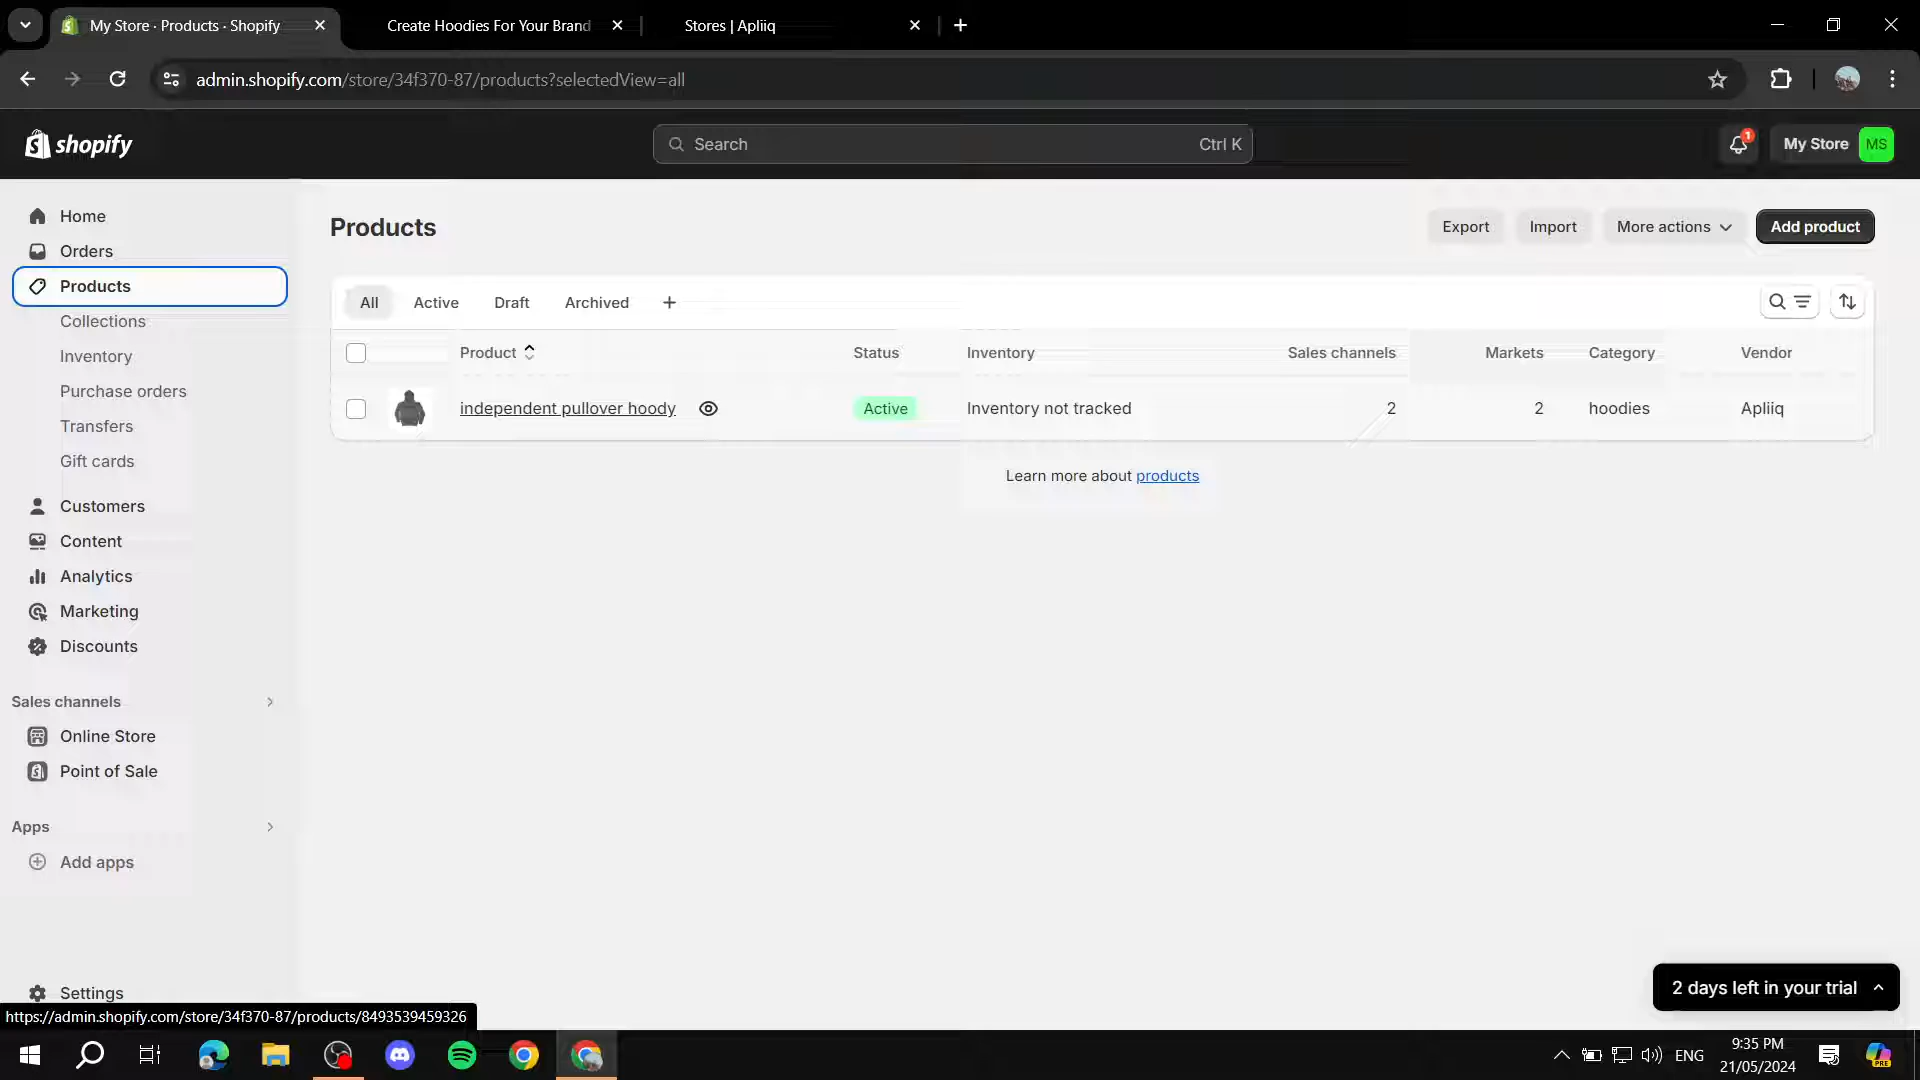 My Store · Products · Shopify
Create Hoodies For Your Brand
Stores | Apliiq
admin.shopify.com/store/34f370-87/products?selectedView=all
shopify
Search
Ctrl K
1
My Store
MS
Home
Orders
Products
Collections
Inventory
Purchase orders
Transfers
Gift cards
Customers
Content
Analytics
Marketing
Discounts
Sales channels
Online Store
Point of Sale
Apps
Add apps
Settings
Products
Export
Import
More actions
Add product
All
Active
Draft
Archived
Product
Status
Inventory
Sales channels
Markets
Category
Vendor
independent pullover hoody
Active
Inventory not tracked
2
2
hoodies
Apliiq
Learn more about products
2 days left in your trial
https://admin.shopify.com/store/34f370-87/products/8493539459326
ENG
9:35 PM
21/05/2024
PRE